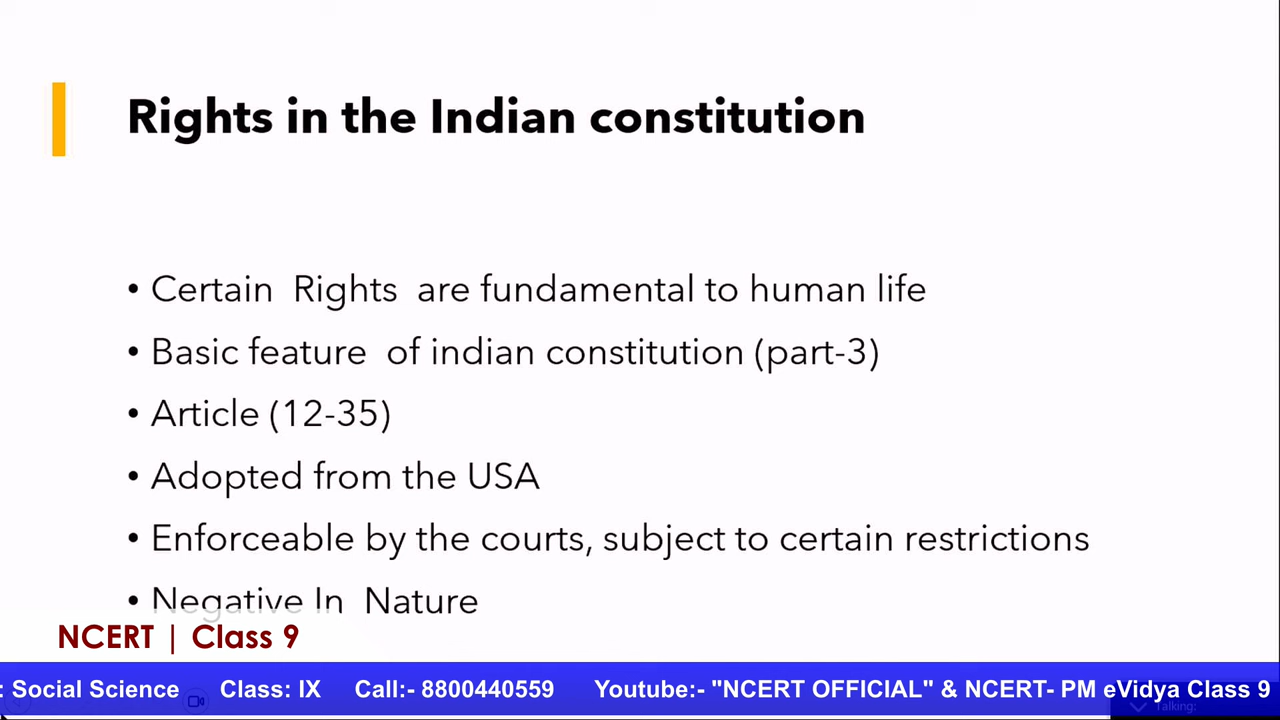 Rights in the Indian constitution
• Certain Rights are fundamental to human life
• Basic feature of indian constitution (part-3)
• Article (12-35)
• Adopted from the USA
• Enforceable by the courts, subject to certain restrictions
• Negative In Nature
NCERT | Class 9
: Social Science Class: IX Call:- 8800440559 Youtube:- "NCERT OFFICIAL" & NCERT- PM eVidya Class 9
Talking: